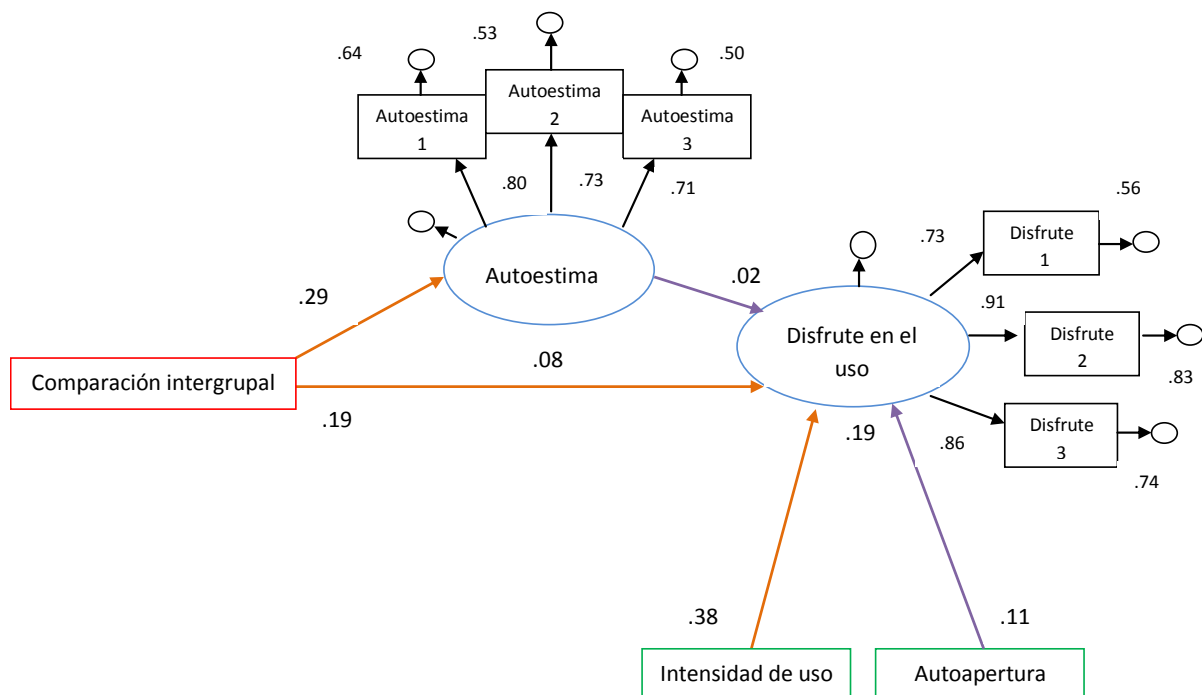 .64
.53
.50
Autoestima
1
Autoestima
2
Autoestima
3
.80
.73
.71
Autoestima
.29
.02
.08
Comparación intergrupal
.19
Disfrute en el
uso
.19
.73
Disfrute
1
.56
.91
Disfrute
2
.83
.86
Disfrute
3
.74
.38
.11
Intensidad de uso
Autoapertura